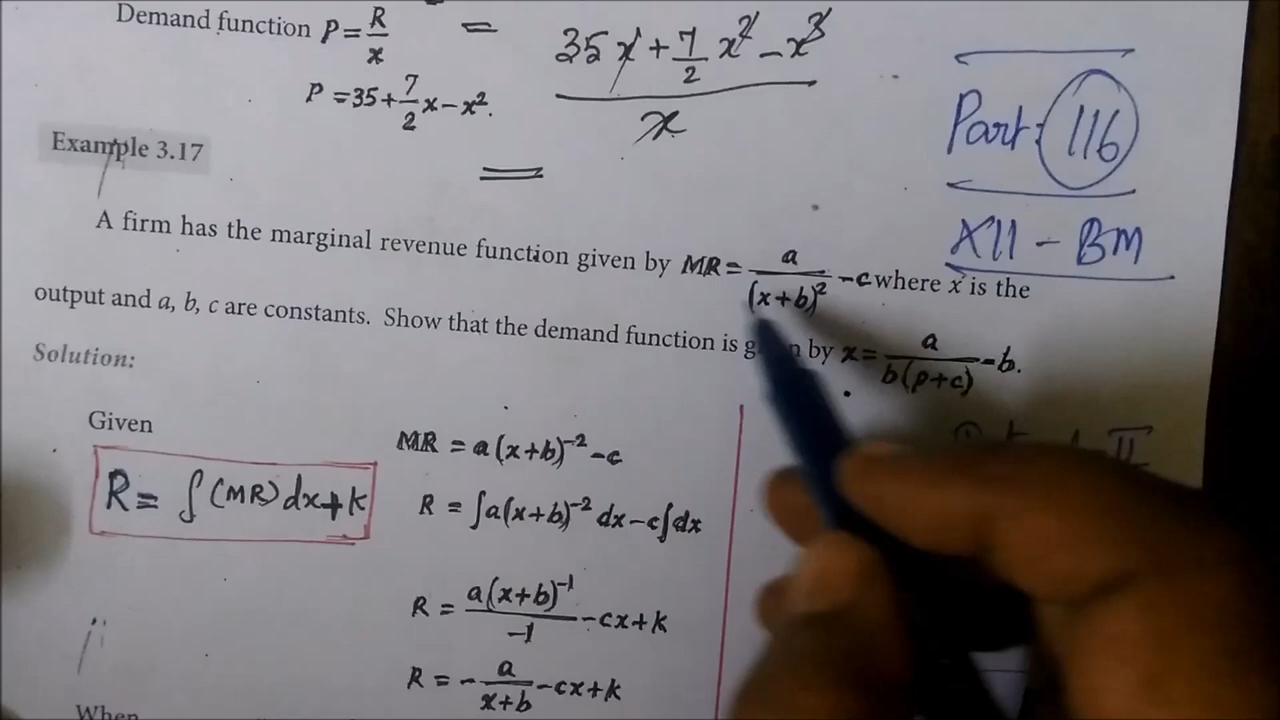 Demand function P = R/x = 35x + 7/2 x² - x³ / x
P = 35 + 7/2 x - x².
Part: 116
XII - BM
Example 3.17
A firm has the marginal revenue function given by MR = a/(x+b)² - c where x is the
output and a, b, c are constants. Show that the demand function is by x = a/b(p+c) - b.
Solution:
Given
R = ∫(MR) dx + k
MR = a(x+b)⁻² - c
R = ∫a(x+b)⁻² dx - c∫dx
R = a(x+b)⁻¹/-1 - cx + k
R = - a/x+b - cx + k
When